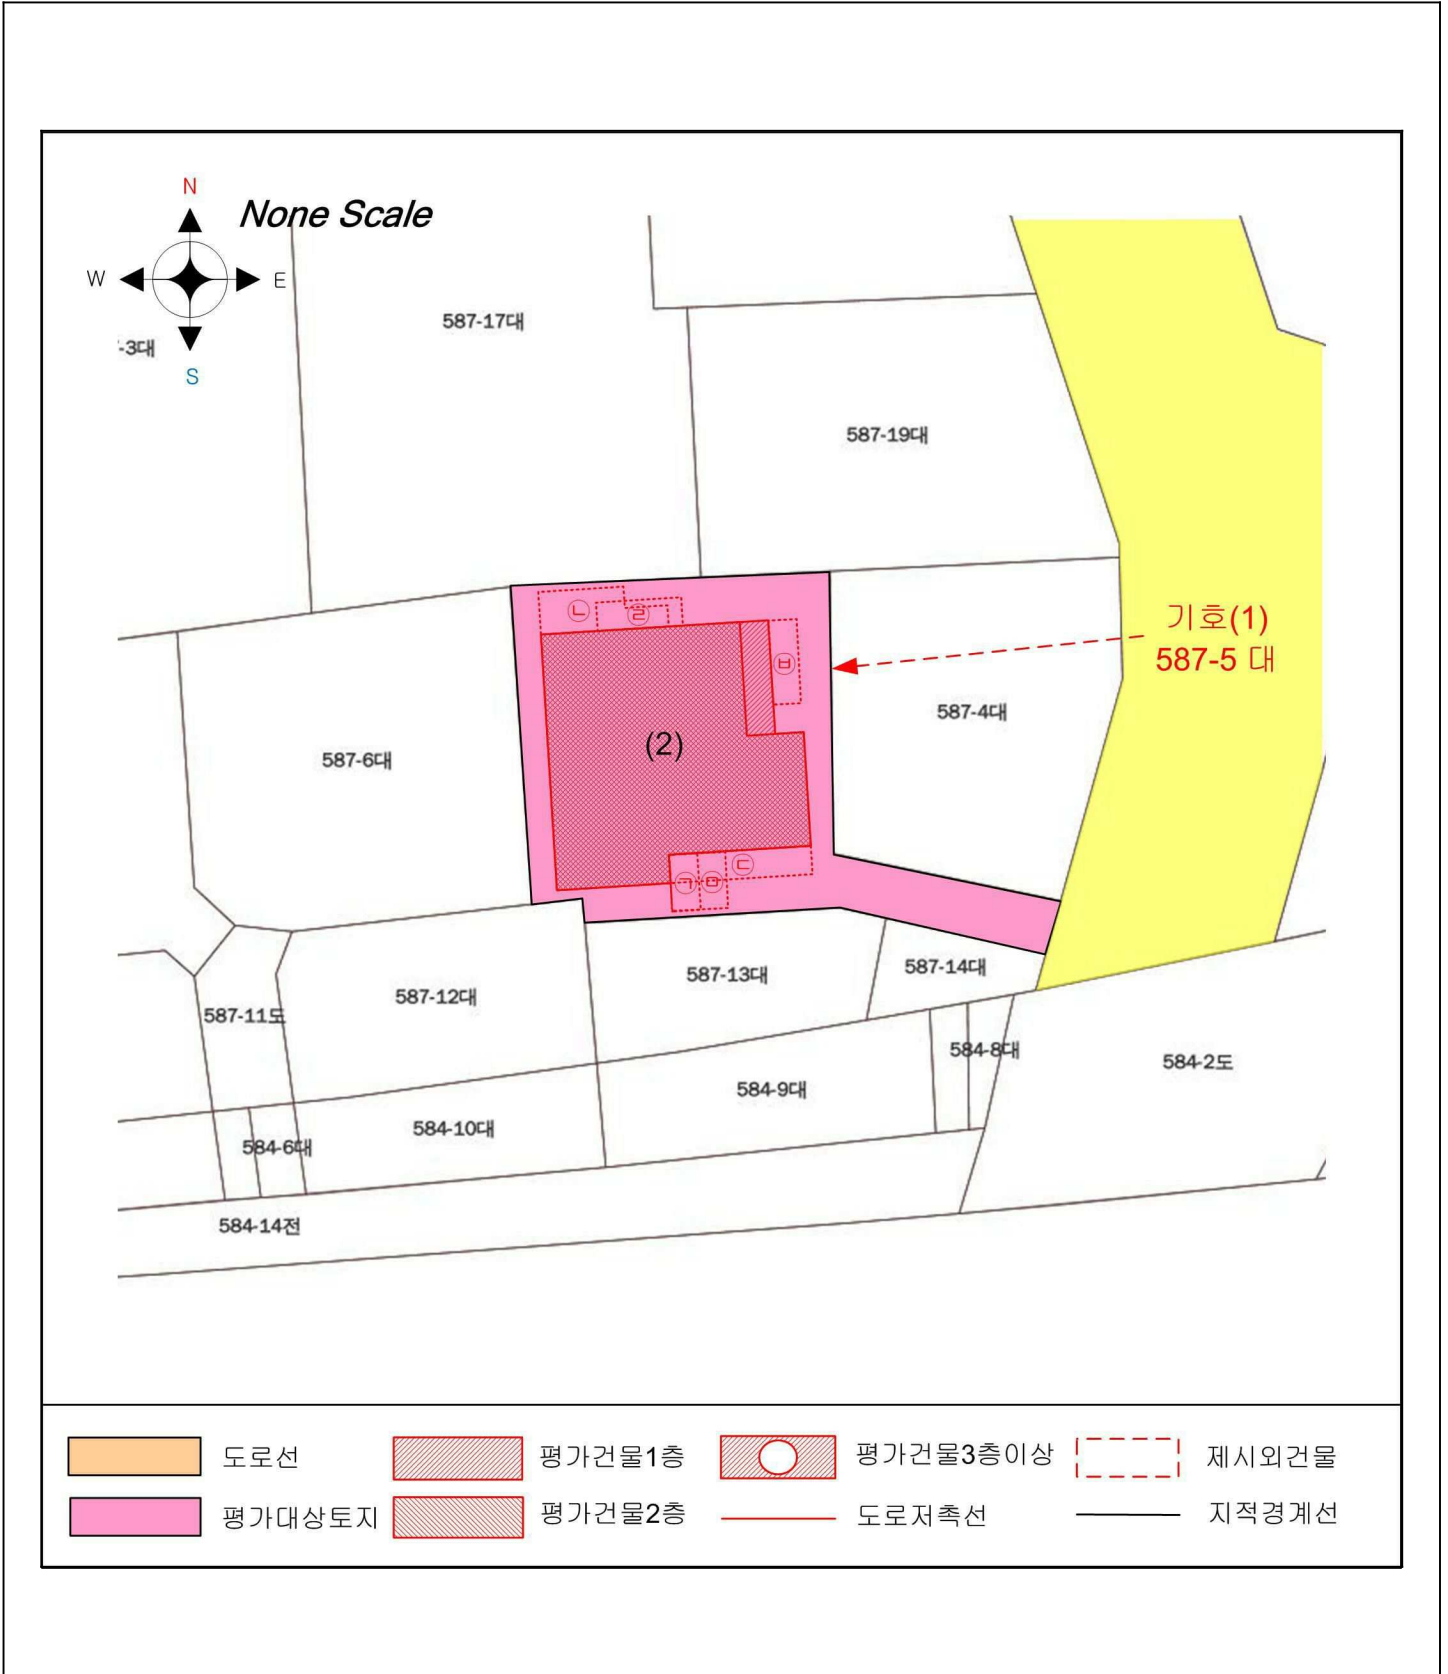 N
None Scale
W
E
S
-3대
587-17대
587-19대
㉡
㉣
㉥
기호(1)
587-5 대
(2)
587-4대
587-6대
㉢
㉠
㉤
587-13대
587-14대
587-12대
587-11도
584-8대
584-2도
584-9대
584-10대
584-6대
584-14전
도로선
평가건물1층
평가건물3층이상
제시외건물
평가대상토지
평가건물2층
도로저촉선
지적경계선